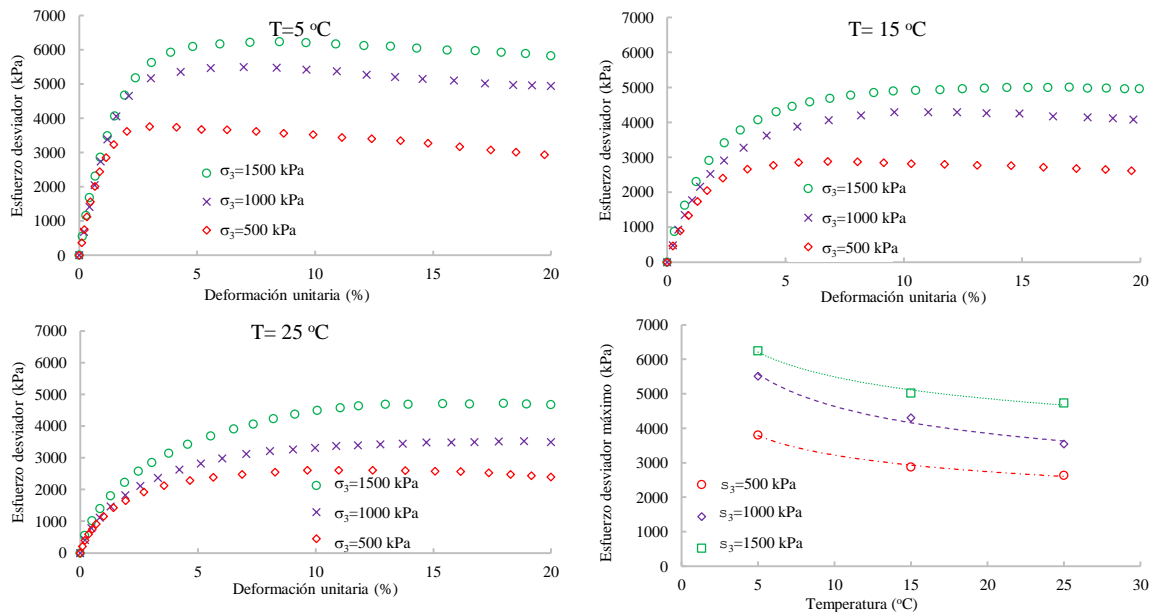 T=5 °C
Esfuerzo desviador (kPa)
7000
6000
5000
4000
3000
2000
1000
0
σ3=1500 kPa
σ3=1000 kPa
σ3=500 kPa
0 5 10 15 20
Deformación unitaria (%)
T= 15 °C
Esfuerzo desviador (kPa)
7000
6000
5000
4000
3000
2000
1000
0
σ3=1500 kPa
σ3=1000 kPa
σ3=500 kPa
0 5 10 15 20
Deformación unitaria (%)
T= 25 °C
Esfuerzo desviador (kPa)
7000
6000
5000
4000
3000
2000
1000
0
σ3=1500 kPa
σ3=1000 kPa
σ3=500 kPa
0 5 10 15 20
Deformación unitaria (%)
Esfuerzo desviador máximo (kPa)
7000
6000
5000
4000
3000
2000
1000
0
s3=500 kPa
s3=1000 kPa
s3=1500 kPa
0 5 10 15 20 25 30
Temperatura (°C)